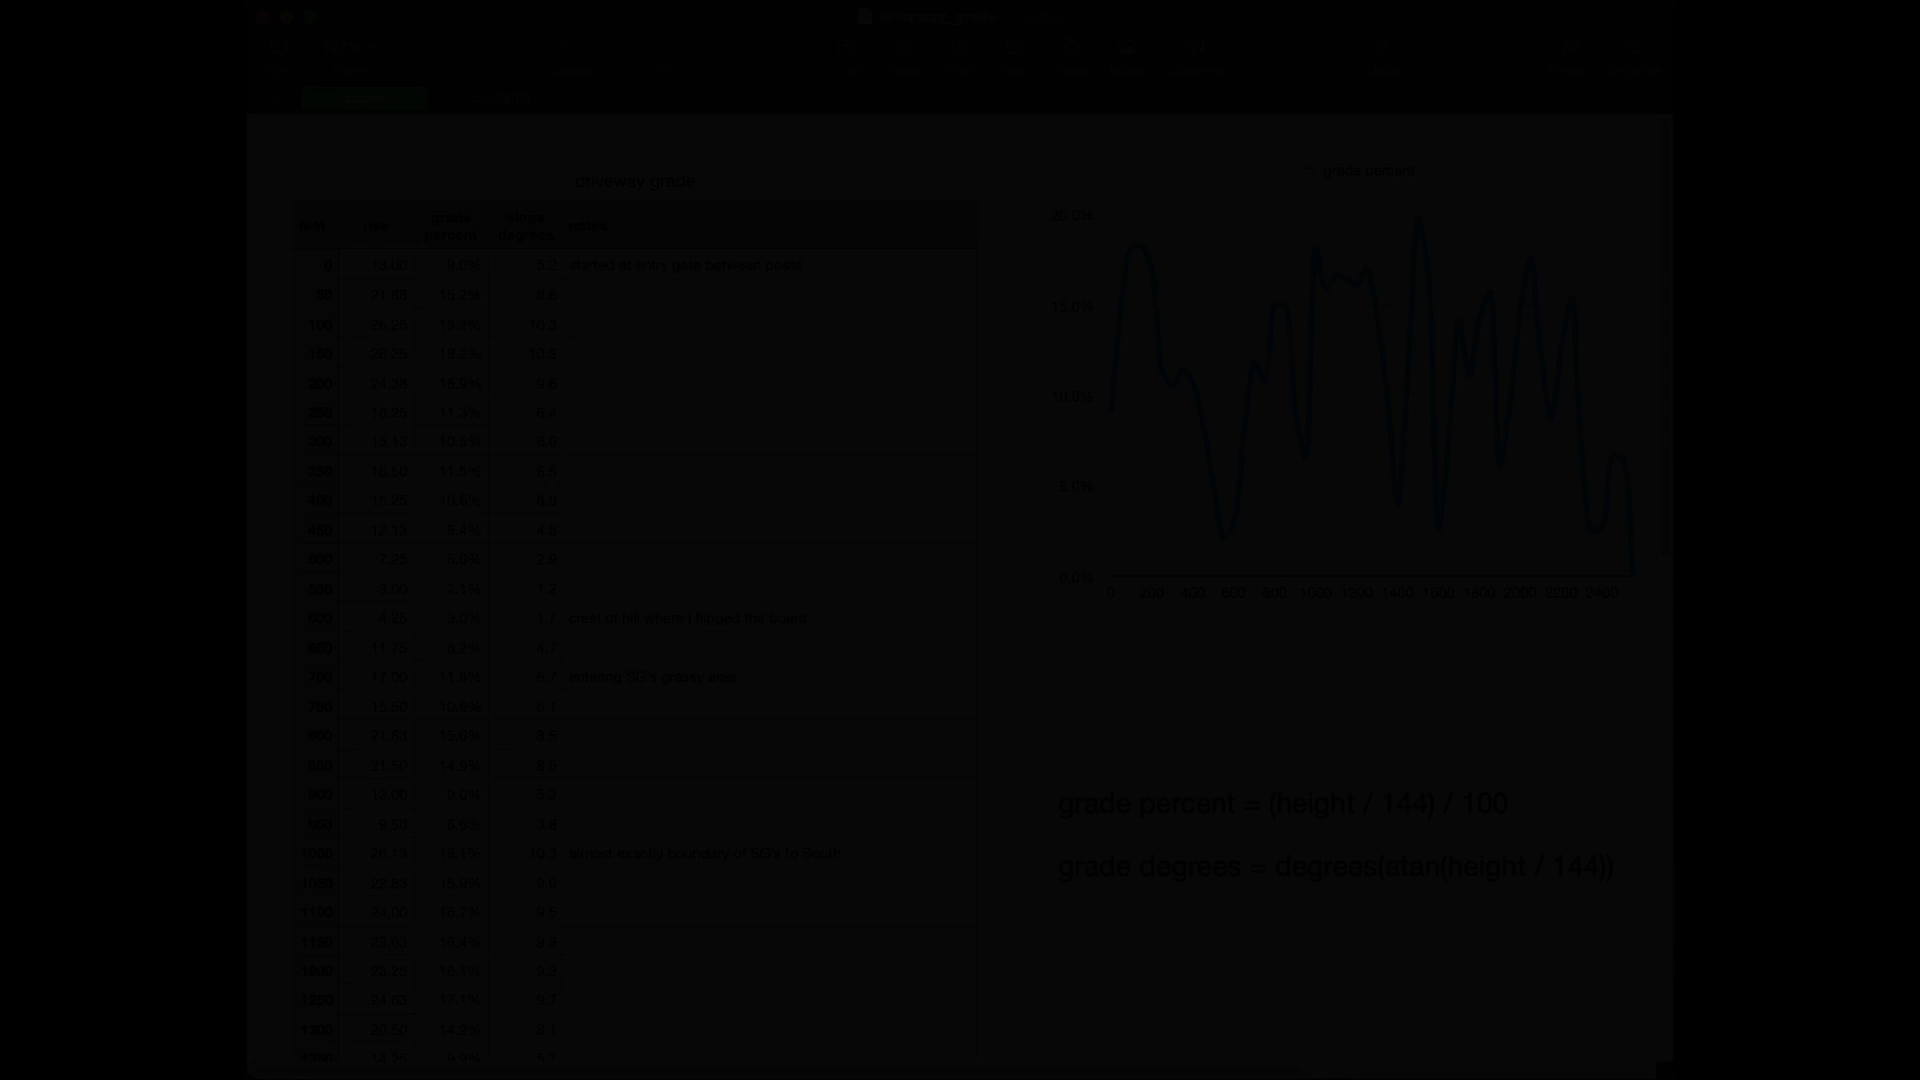 driveway_grade
driveway grade
feet rise grade percent slope degrees notes
0 13.00 9.0% 5.2 started at entry gate between posts
50 21.88 15.2% 8.6
100 26.25 18.2% 10.3
150 26.25 18.2% 10.3
200 24.38 16.9% 9.6
250 16.25 11.3% 6.4
300 15.13 10.5% 6.0
350 16.50 11.5% 6.5
400 15.25 10.6% 6.0
450 12.13 8.4% 4.8
500 7.25 5.0% 2.9
550 3.00 2.1% 1.2
600 4.25 3.0% 1.7 crest of hill where I flipped the board
650 11.75 8.2% 4.7
700 17.00 11.8% 6.7 entering SG's grassy area
750 15.50 10.8% 6.1
800 21.63 15.0% 8.5
850 21.50 14.9% 8.5
900 13.00 9.0% 5.2
950 9.50 6.6% 3.8
1000 26.13 18.1% 10.3 almost exactly boundary of SG's to South
1050 22.83 15.9% 9.0
1100 24.00 16.7% 9.5
1150 23.63 16.4% 9.3
1200 23.25 16.1% 9.2
1250 24.63 17.1% 9.7
1300 20.50 14.2% 8.1
1350 14.25 9.9% 5.7
grade percent
20.0%
15.0%
10.0%
5.0%
0.0%
0 200 400 600 800 1000 1200 1400 1600 1800 2000 2200 2400
grade percent = (height / 144) / 100
grade degrees = degrees(atan(height / 144))